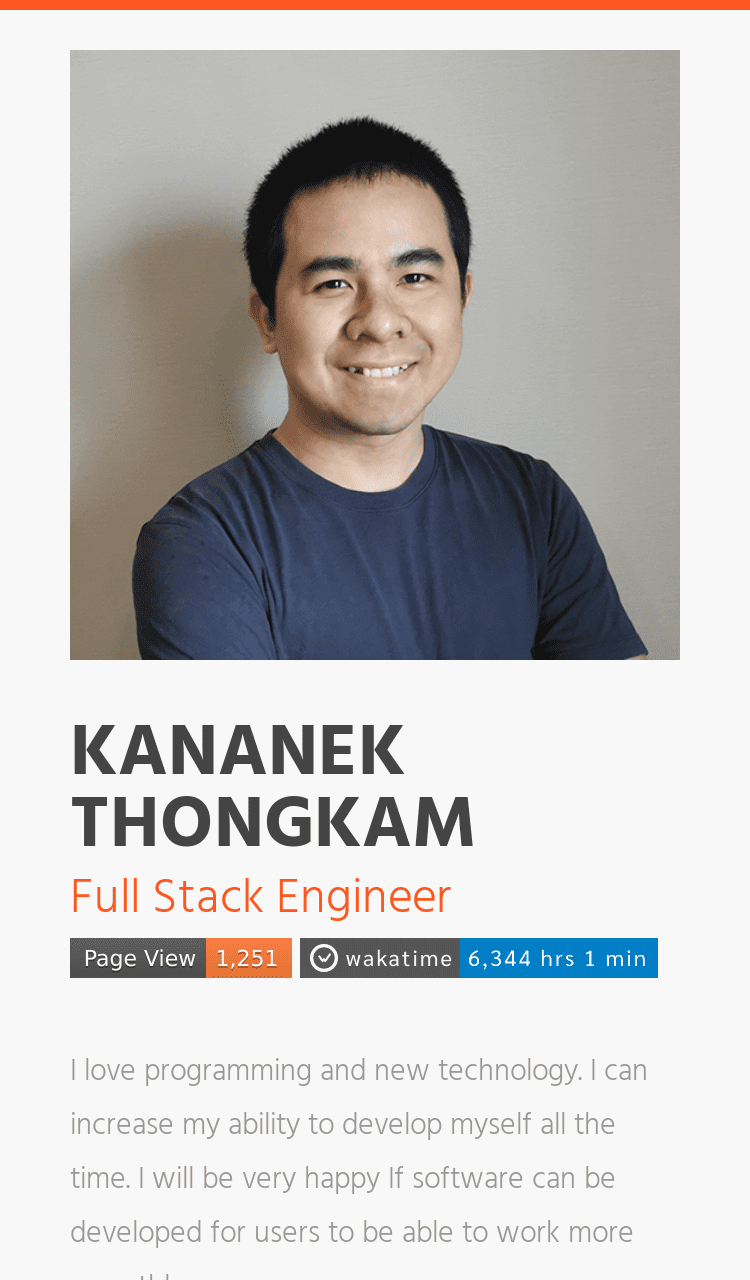 KANANEK
THONGKAM
Full Stack Engineer
Page View 1,251 wakatime 6,344 hrs 1 min
I love programming and new technology. I can
increase my ability to develop myself all the
time. I will be very happy If software can be
developed for users to be able to work more